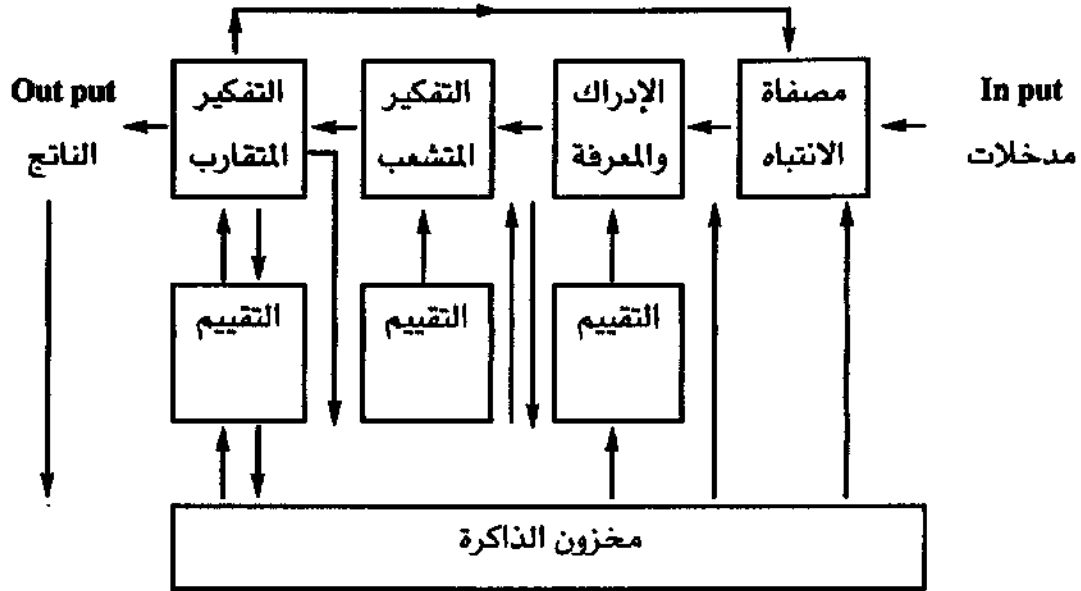 In put
مدخلات
مصفاة
الانتباه
الإدراك
والمعرفة
التفكير
المتشعب
التفكير
المتقارب
Out put
الناتج
التقييم
التقييم
التقييم
مخزون الذاكرة